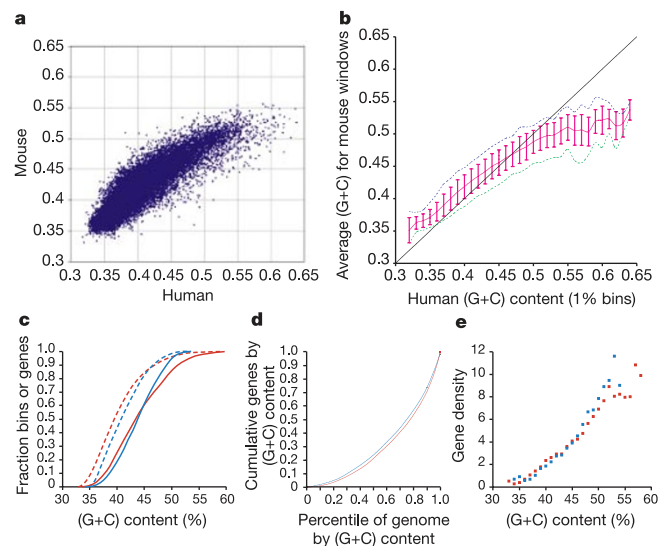 a
0.65
0.6
0.55
0.5
0.45
0.4
0.35
0.3
Mouse
0.3 0.35 0.4 0.45 0.5 0.55 0.6 0.65
Human
b
0.65
0.60
0.55
0.50
0.45
0.40
0.35
0.30
Average (G+C) for mouse windows
0.3 0.35 0.40 0.45 0.50 0.55 0.60 0.65
Human (G+C) content (1% bins)
c
1.0
0.9
0.8
0.7
0.6
0.5
0.4
0.3
0.2
0.1
0
Fraction bins or genes
30 35 40 45 50 55 60
(G+C) content (%)
d
1.0
0.9
0.8
0.7
0.6
0.5
0.4
0.3
0.2
0.1
0
Cumulative genes by
(G+C) content
0 0.2 0.4 0.6 0.8 1.0
Percentile of genome
by (G+C) content
e
12
10
8
6
4
2
0
Gene density
30 35 40 45 50 55 60
(G+C) content (%)